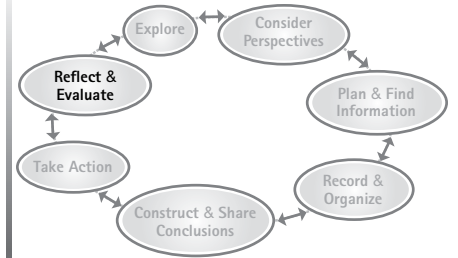 Explore
Consider
Perspectives
Reflect &
Evaluate
Plan & Find
Information
Take Action
Record &
Organize
Construct & Share
Conclusions